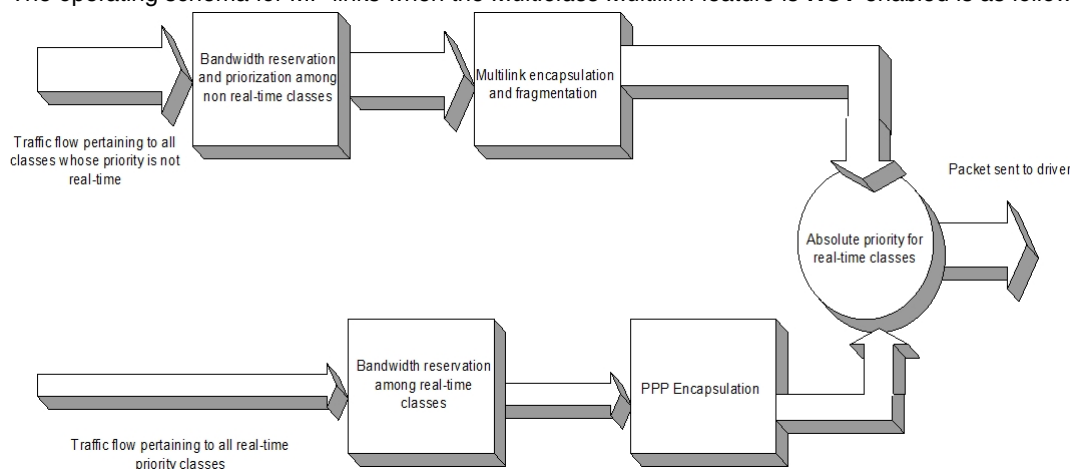 The operating schema for MP links when the Multiclass Multilink feature is NOT enabled is as follow
Bandwidth reservation
and priorization among
non real-time classes
Multilink encapsulation
and fragmentation
Traffic flow pertaining to all
classes whose priority is not
real-time
Packet sent to driver
Absolute priority for
real-time classes
Bandwidth reservation
among real-time
classes
PPP Encapsulation
Traffic flow pertaining to all real-time
priority classes